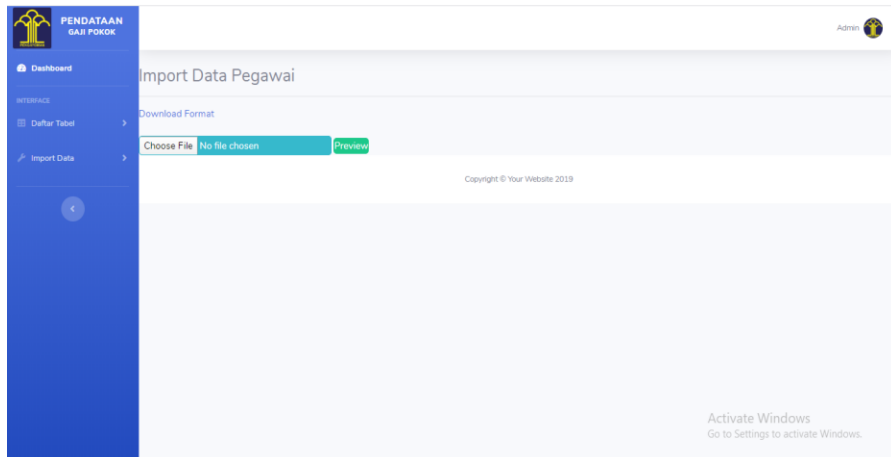 PENDATAAN
GAJI POKOK
Admin
Dashboard
Import Data Pegawai
INTERFACE
Download Format
Daftar Tabel
Choose File No file chosen Preview
Import Data
Copyright © Your Website 2019
Activate Windows
Go to Settings to activate Windows.